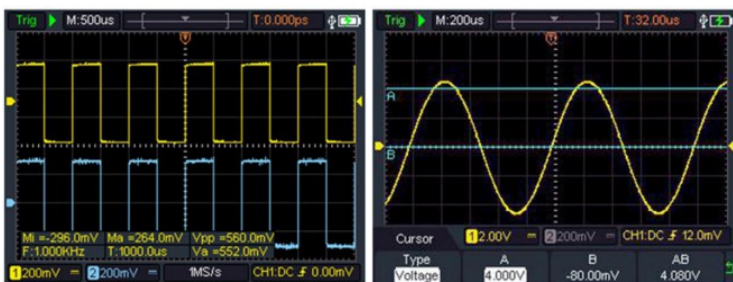 Trig M:500us T:0.000ps
Mi =-296.0mV Ma =264.0mV Vpp =560.0mV
F:1.000KHz T:1000.0us Va =552.0mV
1 200mV 2 200mV 1MS/s CH1:DC 0.00mV
Trig M:200us T:32.00us
A
B
Cursor 1 2.00V 2 200mV CH1:DC 12.0mV
Type A B AB
Voltage 4.000V -80.00mV 4.080V